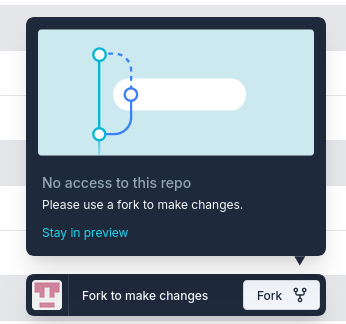 No access to this repo
Please use a fork to make changes.
Stay in preview
Fork to make changes
Fork